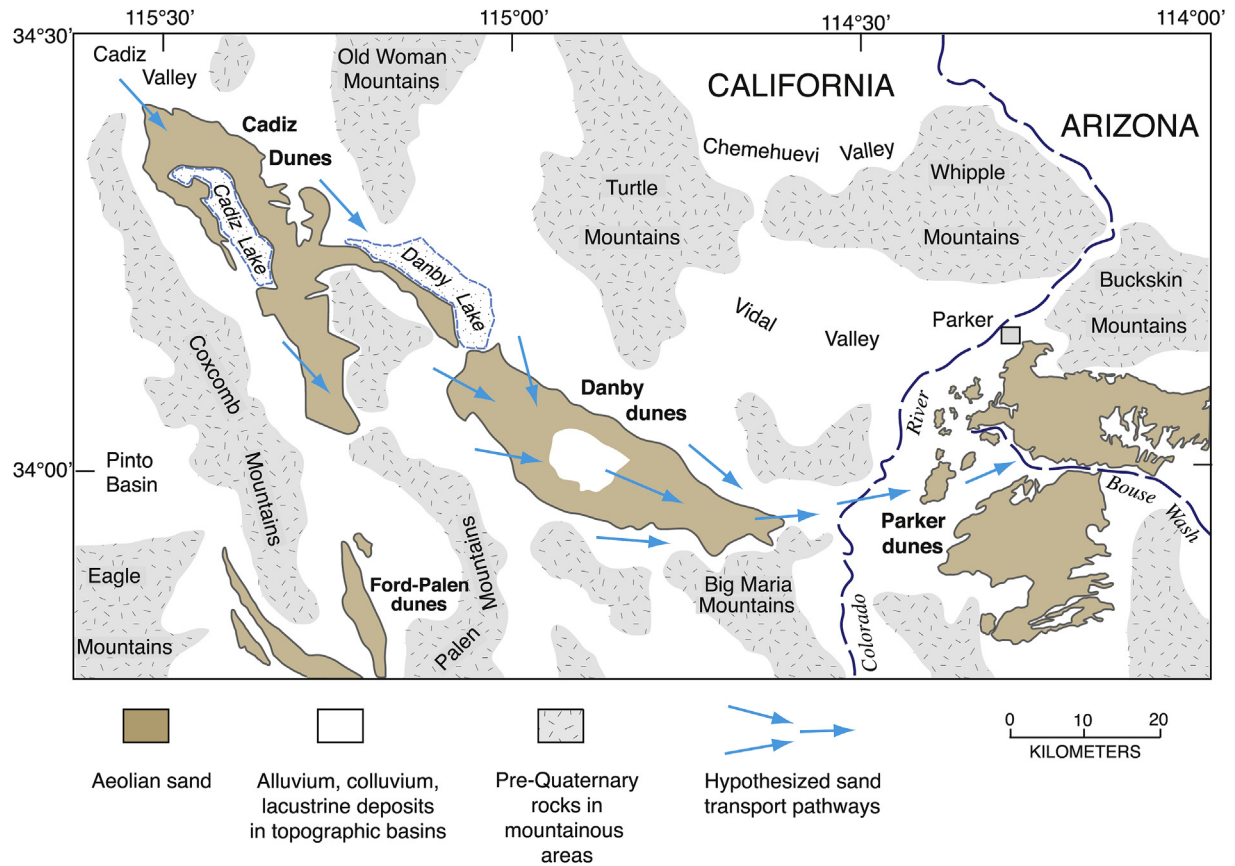 115°30’
115°00’
114°30’
114°00’
34°30’
Cadiz
Valley
Old Woman
Mountains
CALIFORNIA
ARIZONA
Cadiz
Dunes
Chemehuevi Valley
Whipple
Mountains
Turtle
Mountains
Cadiz Lake
Danby Lake
Buckskin
Mountains
Vidal Valley
Parker
Coxcomb Mountains
Danby
dunes
River
34°00’
Pinto
Basin
Bouse Wash
Parker
dunes
Eagle
Mountains
Ford-Palen
dunes
Palen Mountains
Big Maria
Mountains
Colorado
0 10 20
KILOMETERS
Aeolian sand
Alluvium, colluvium,
lacustrine deposits
in topographic basins
Pre-Quaternary
rocks in
mountainous
areas
Hypothesized sand
transport pathways